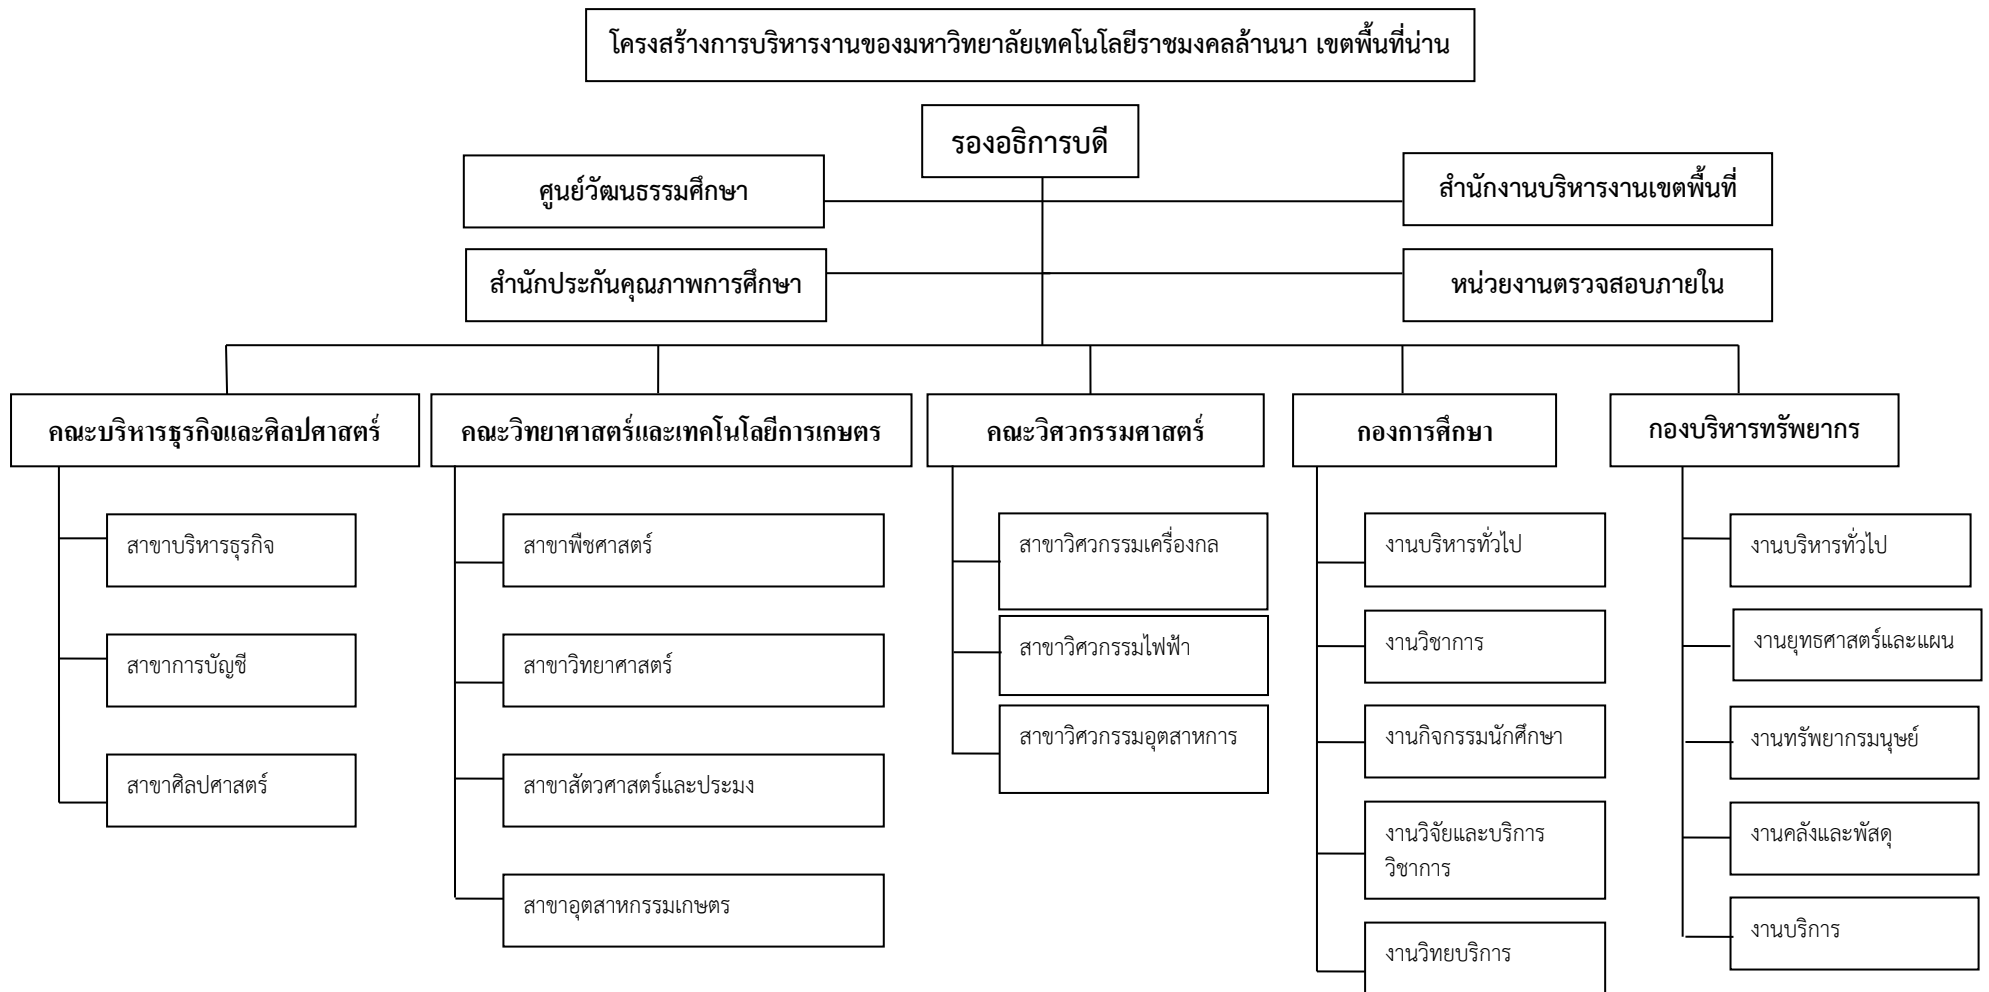 โครงสร้างการบริหารงานของมหาวิทยาลัยเทคโนโลยีราชมงคลล้านนา เขตพื้นที่น่าน
รองอธิการบดี
ศูนย์วัฒนธรรมศึกษา
สำนักงานบริหารงานเขตพื้นที่
สำนักประกันคุณภาพการศึกษา
หน่วยงานตรวจสอบภายใน
คณะบริหารธุรกิจและศิลปศาสตร์
สาขาบริหารธุรกิจ
สาขาการบัญชี
สาขาศิลปศาสตร์
คณะวิทยาศาสตร์และเทคโนโลยีการเกษตร
สาขาพืชศาสตร์
สาขาวิทยาศาสตร์
สาขาสัตวศาสตร์และประมง
สาขาอุตสาหกรรมเกษตร
คณะวิศวกรรมศาสตร์
สาขาวิศวกรรมเครื่องกล
สาขาวิศวกรรมไฟฟ้า
สาขาวิศวกรรมอุตสาหการ
กองการศึกษา
งานบริหารทั่วไป
งานวิชาการ
งานกิจกรรมนักศึกษา
งานวิจัยและบริการ
วิชาการ
งานวิทยบริการ
กองบริหารทรัพยากร
งานบริหารทั่วไป
งานยุทธศาสตร์และแผน
งานทรัพยากรมนุษย์
งานคลังและพัสดุ
งานบริการ